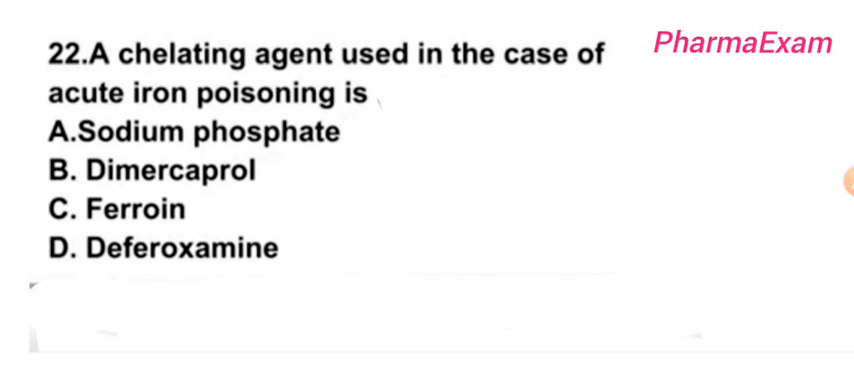 PharmaExam
22.A chelating agent used in the case of
acute iron poisoning is
A.Sodium phosphate
B. Dimercaprol
C. Ferroin
D. Deferoxamine